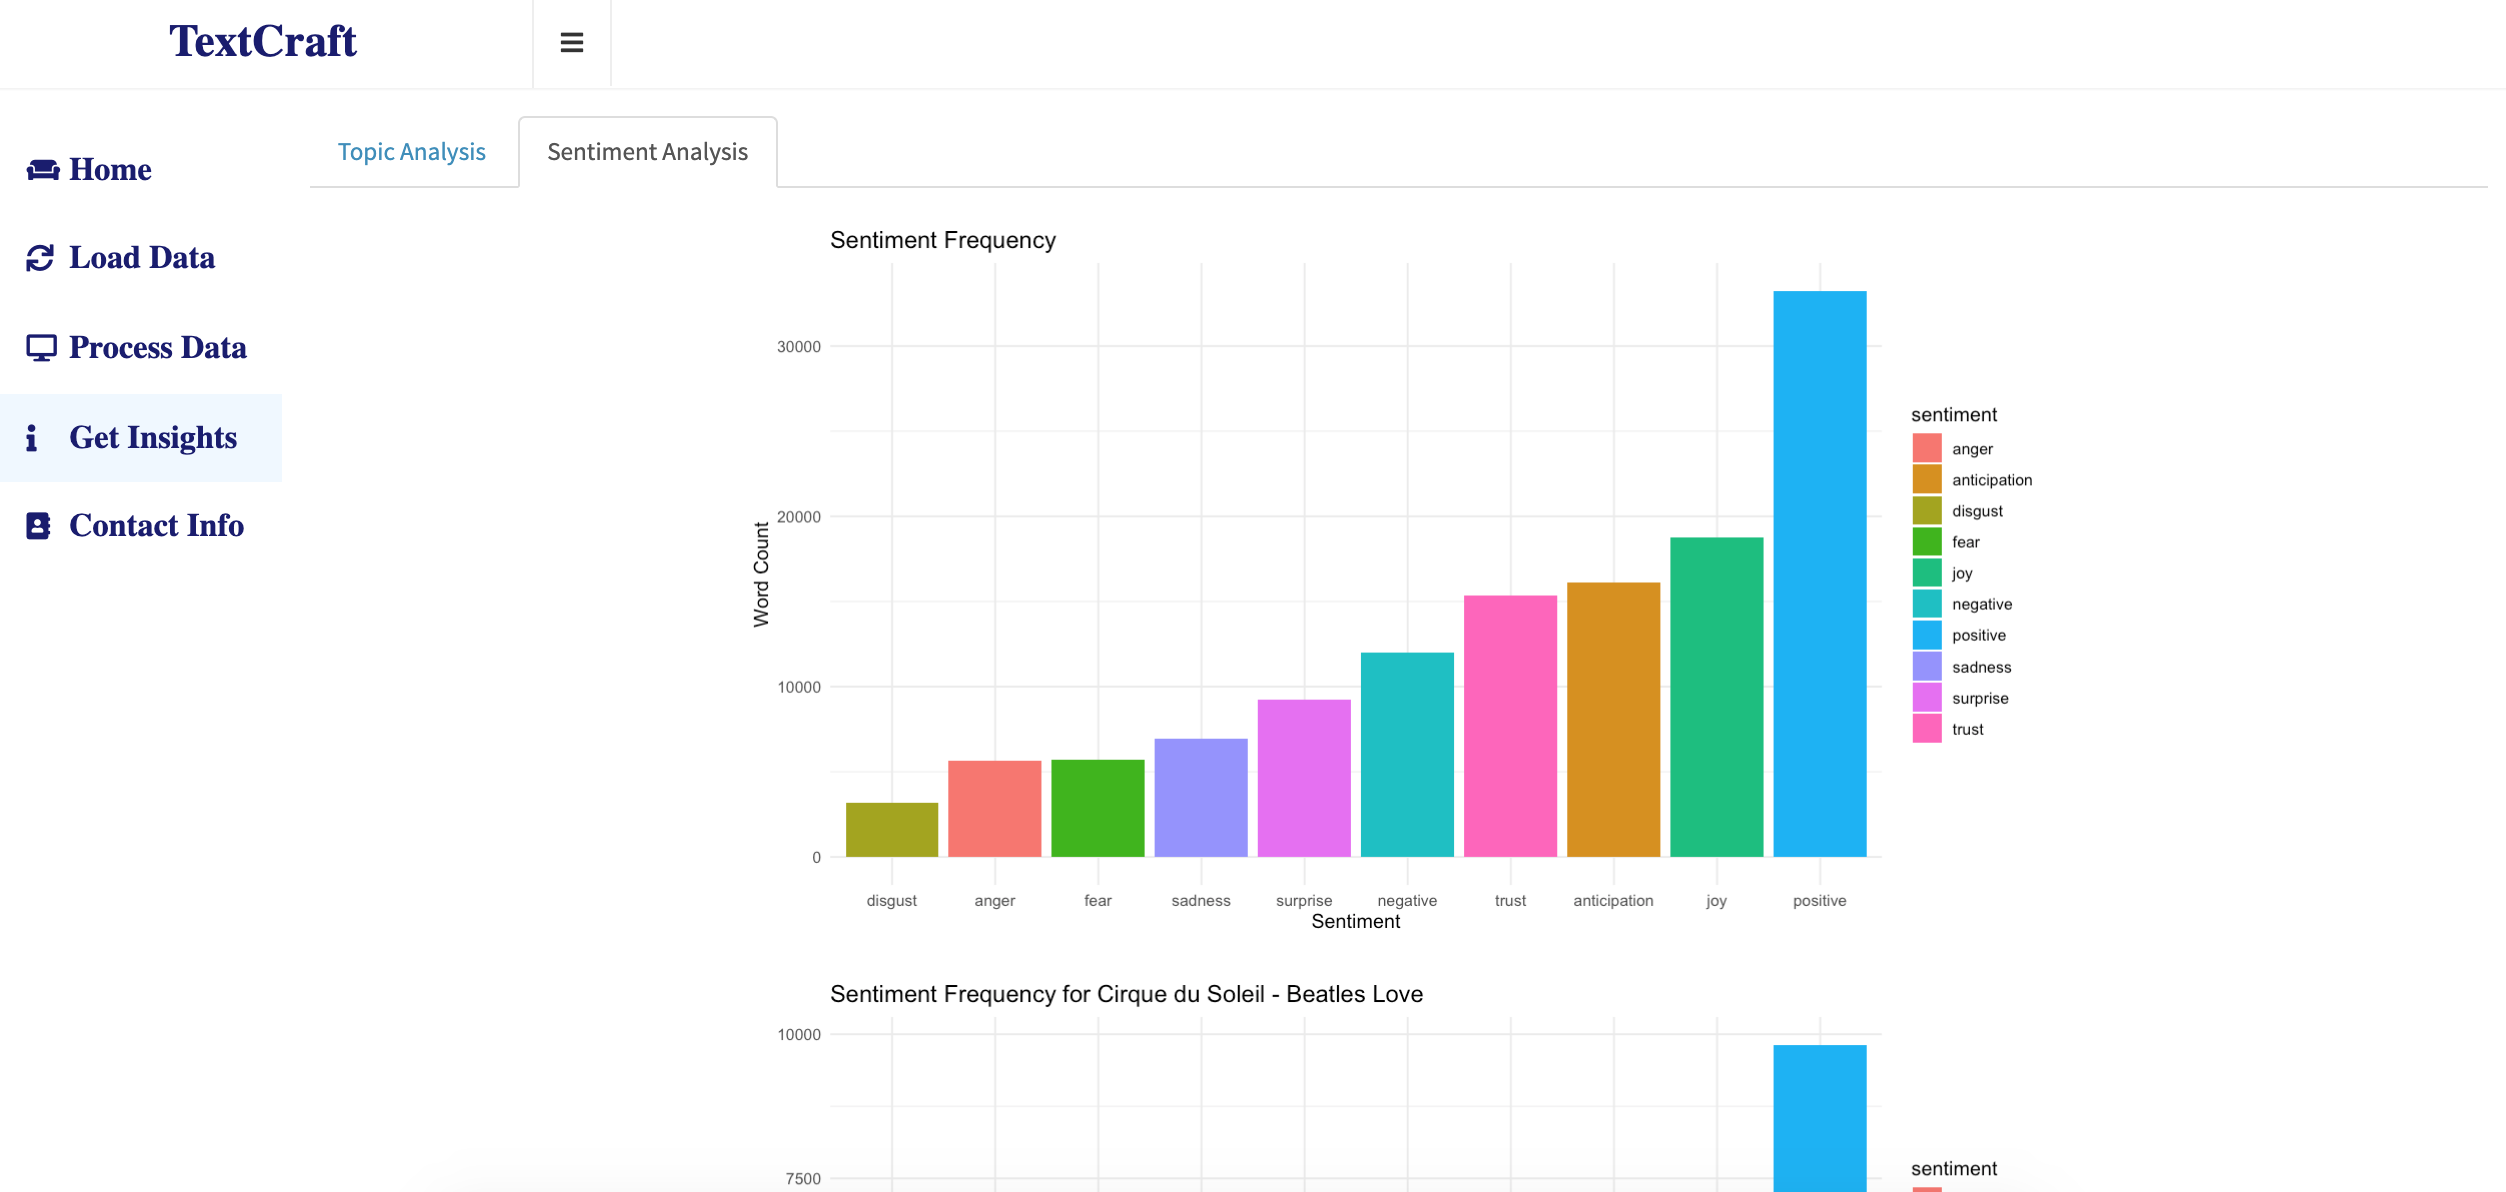 TextCraft
Home
Load Data
Process Data
Get Insights
Contact Info
Topic Analysis
Sentiment Analysis
Sentiment Frequency
30000
20000
10000
0
Word Count
disgust anger fear sadness surprise negative trust anticipation joy positive
Sentiment
sentiment
anger
anticipation
disgust
fear
joy
negative
positive
sadness
surprise
trust
Sentiment Frequency for Cirque du Soleil - Beatles Love
10000
7500
sentiment